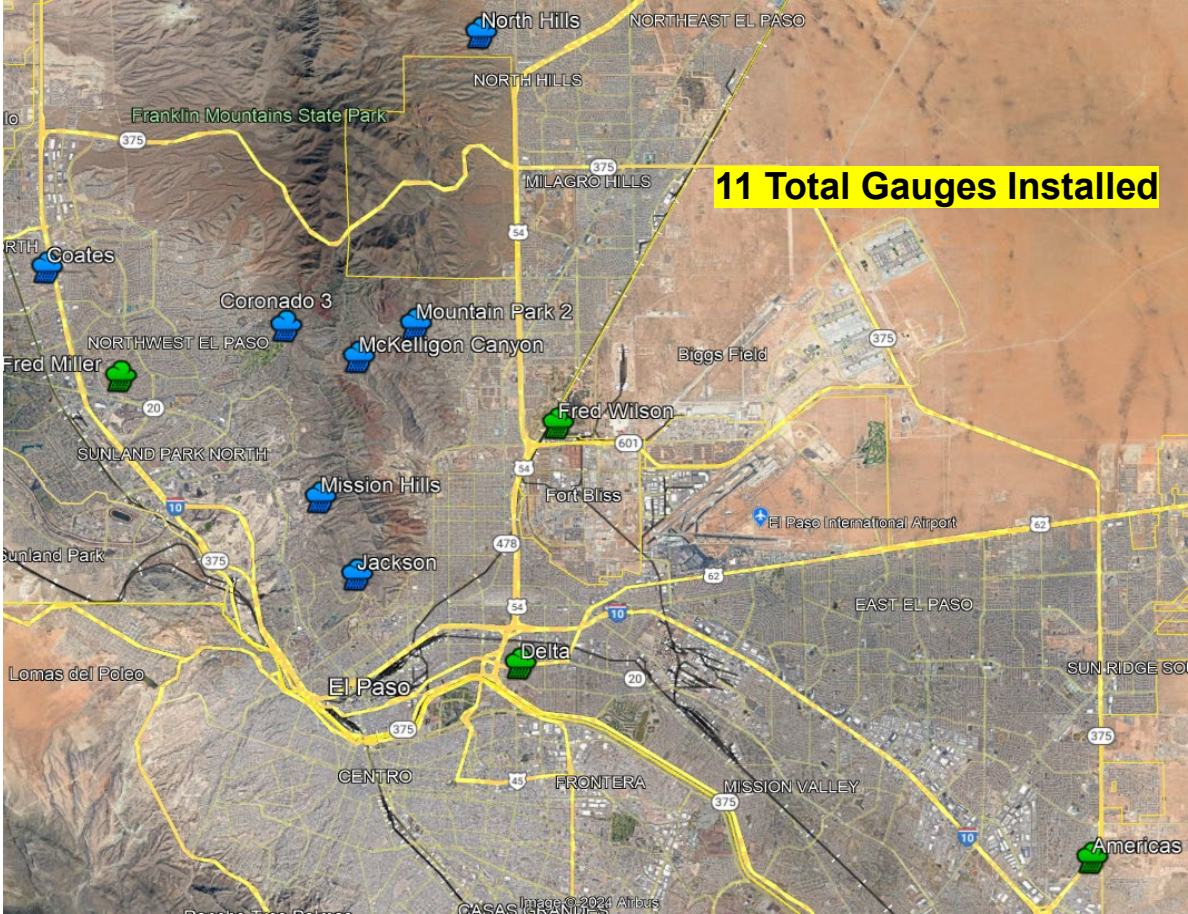 North Hills
NORTHEAST EL PASO
NORTH HILLS
Franklin Mountains State Park
375
375
MILAGRO HILLS
11 Total Gauges Installed
54
Coates
Coronado 3
Mountain Park 2
NORTHWEST EL PASO
McKelligon Canyon
Biggs Field
375
Fred Miller
20
Fred Wilson
601
SUNLAND PARK NORTH
54
Mission Hills
Fort Bliss
10
El Paso International Airport
62
Sunland Park
375
478
Jackson
62
54
10
EAST EL PASO
Delta
Lomas del Poleo
20
SUN RIDGE
El Paso
375
375
CENTRO
45
FRONTERA
MISSION VALLEY
375
10
Americas
Image © 2024 Airbus
CASAS GRANDES